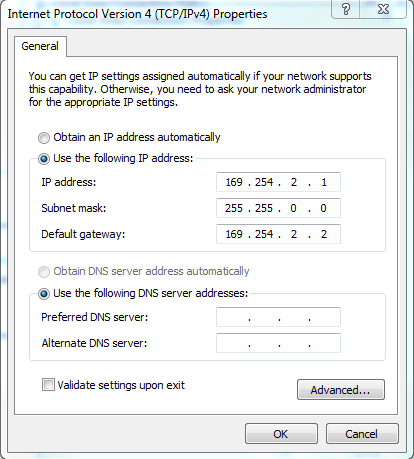 Internet Protocol Version 4 (TCP/IPv4) Properties
General
You can get IP settings assigned automatically if your network supports
this capability. Otherwise, you need to ask your network administrator
for the appropriate IP settings.
Obtain an IP address automatically
Use the following IP address:
IP address: 169 . 254 . 2 . 1
Subnet mask: 255 . 255 . 0 . 0
Default gateway: 169 . 254 . 2 . 2
Obtain DNS server address automatically
Use the following DNS server addresses:
Preferred DNS server: . . .
Alternate DNS server: . . .
Validate settings upon exit
Advanced...
OK Cancel